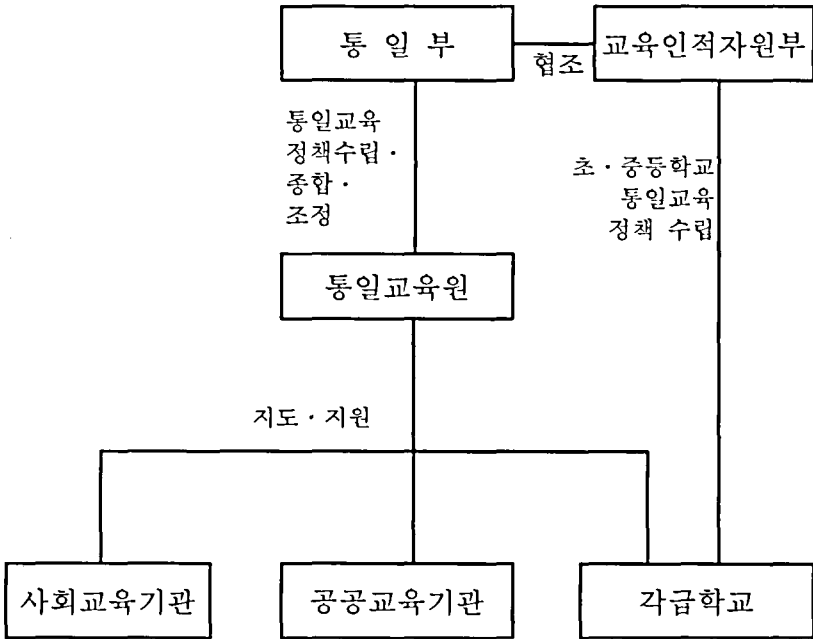 통 일 부
협조
교육인적자원부
통일교육
정책수립 ·
종합 ·
조정
초 · 중등학교
통일교육
정책 수립
통일교육원
지도 · 지원
사회교육기관
공공교육기관
각급학교